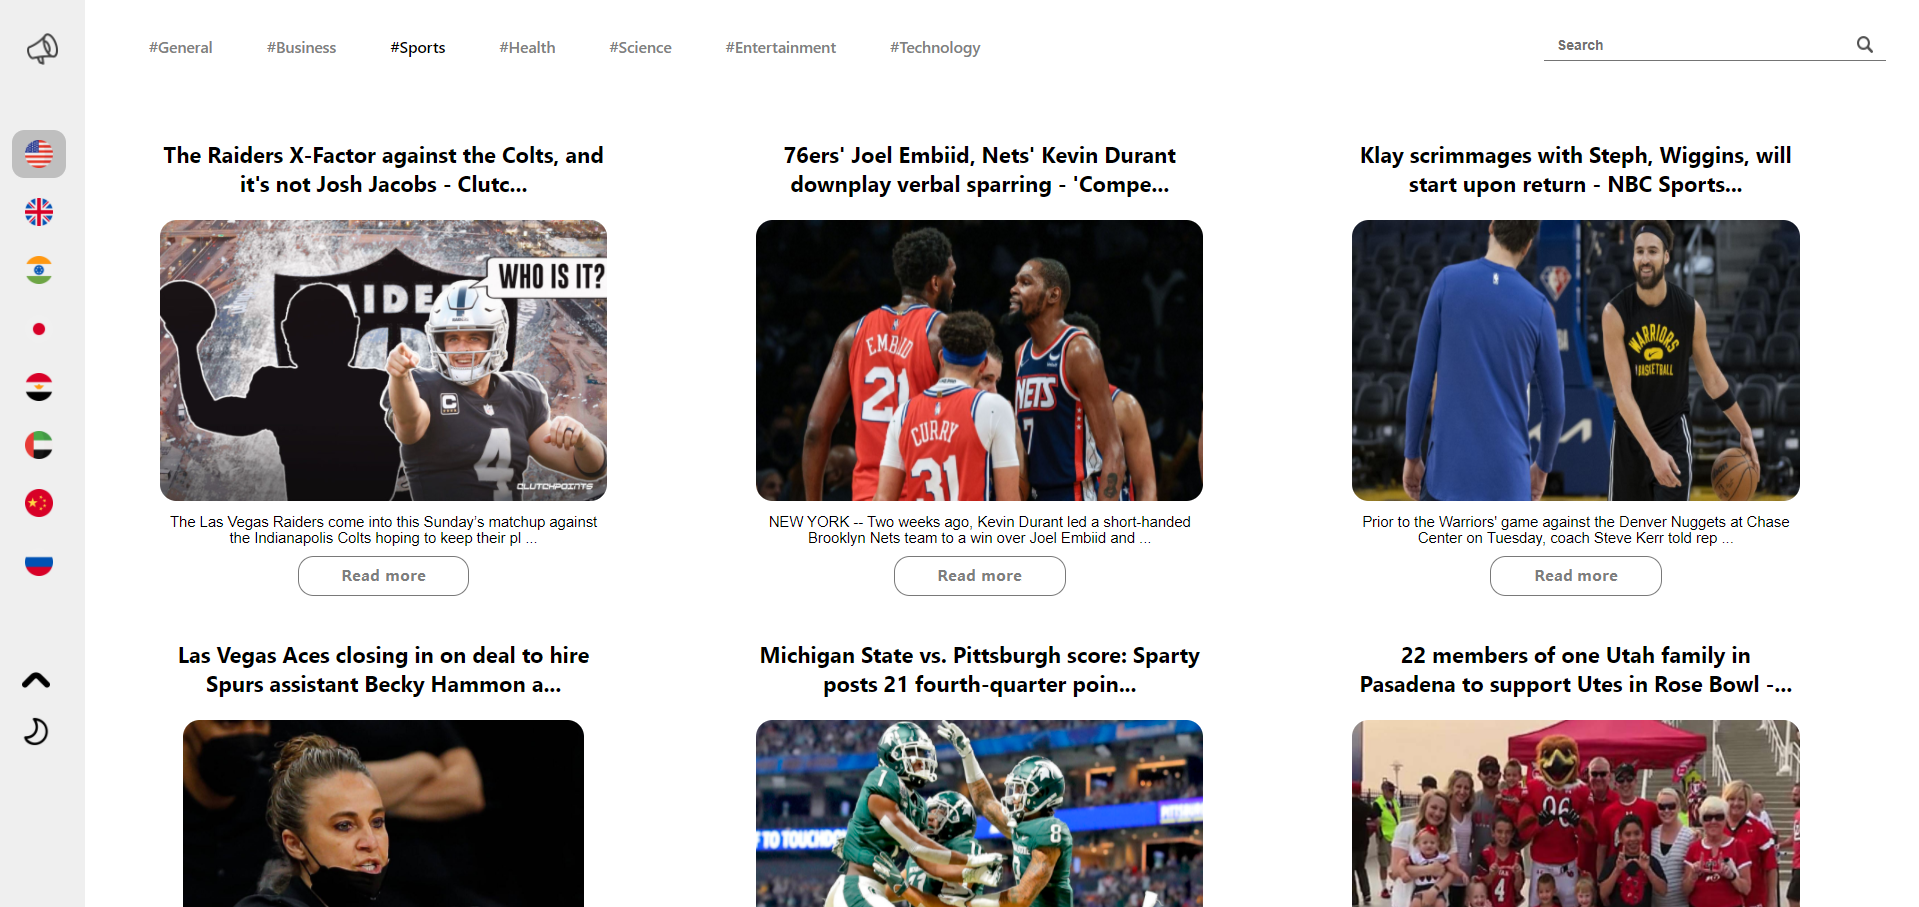 #General #Business #Sports #Health #Science #Entertainment #Technology
Search
The Raiders X-Factor against the Colts, and
it's not Josh Jacobs - Clutc...
RAIDERS
WHO IS IT?
C
4
CLUTCHPOINTS
The Las Vegas Raiders come into this Sunday's matchup against
the Indianapolis Colts hoping to keep their pl ...
Read more
76ers' Joel Embiid, Nets' Kevin Durant
downplay verbal sparring - 'Compe...
EMBIID
21
CURRY
31
NETS
7
NEW YORK -- Two weeks ago, Kevin Durant led a short-handed
Brooklyn Nets team to a win over Joel Embiid and ...
Read more
Klay scrimmages with Steph, Wiggins, will
start upon return - NBC Sports...
WARRIORS
BASKETBALL
Prior to the Warriors' game against the Denver Nuggets at Chase
Center on Tuesday, coach Steve Kerr told rep ...
Read more
Las Vegas Aces closing in on deal to hire
Spurs assistant Becky Hammon a...
Michigan State vs. Pittsburgh score: Sparty
posts 21 fourth-quarter poin...
1
8
TO TOUCHDO
22 members of one Utah family in
Pasadena to support Utes in Rose Bowl -...
4